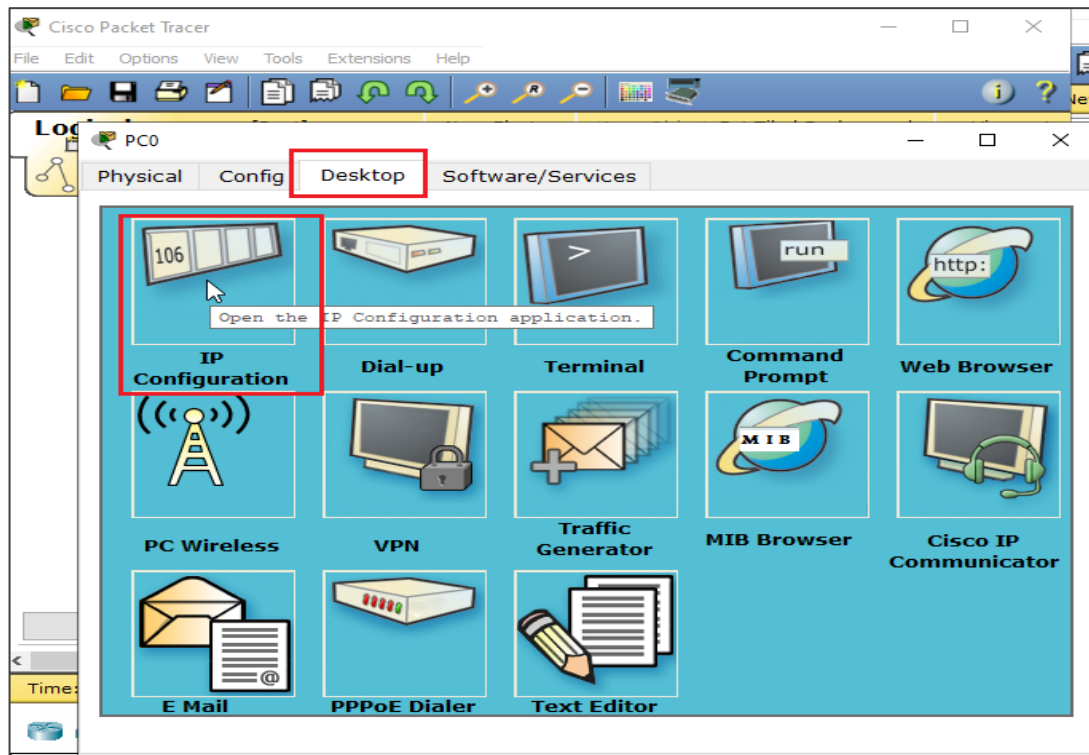 Cisco Packet Tracer
File Edit Options View Tools Extensions Help
i ?
PC0
Physical Config Desktop Software/Services
106
>
run
http:
Open the IP Configuration application.
IP
Configuration
Dial-up
Terminal
Command
Prompt
Web Browser
MIB
?
PC Wireless
VPN
Traffic
Generator
MIB Browser
Cisco IP
Communicator
@
E Mail
PPPoE Dialer
Text Editor
Time: